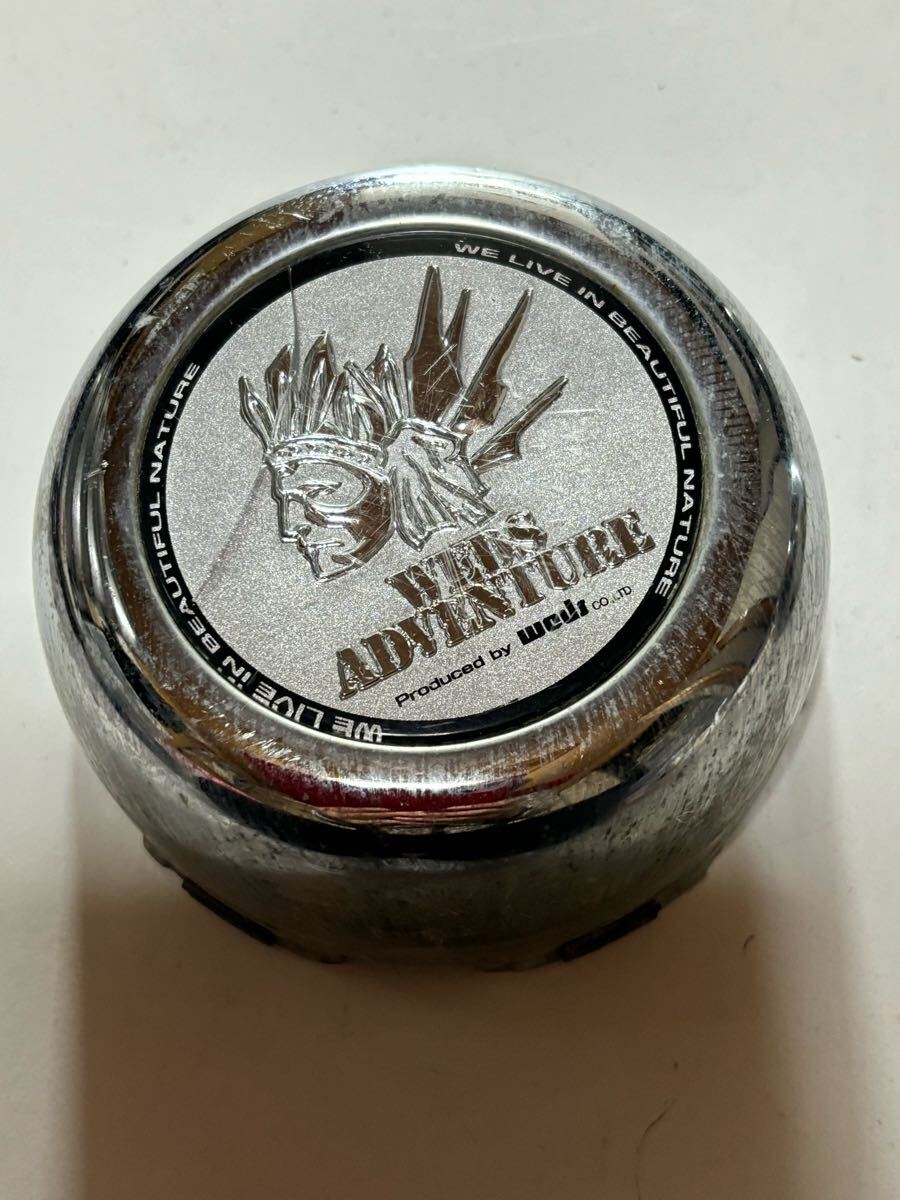 WE LIVE IN BEAUTIFUL NATURE
WE LIVE IN BEAUTIFUL NATURE
WEDS
ADVENTURE
Produced by weds CO.,LTD.